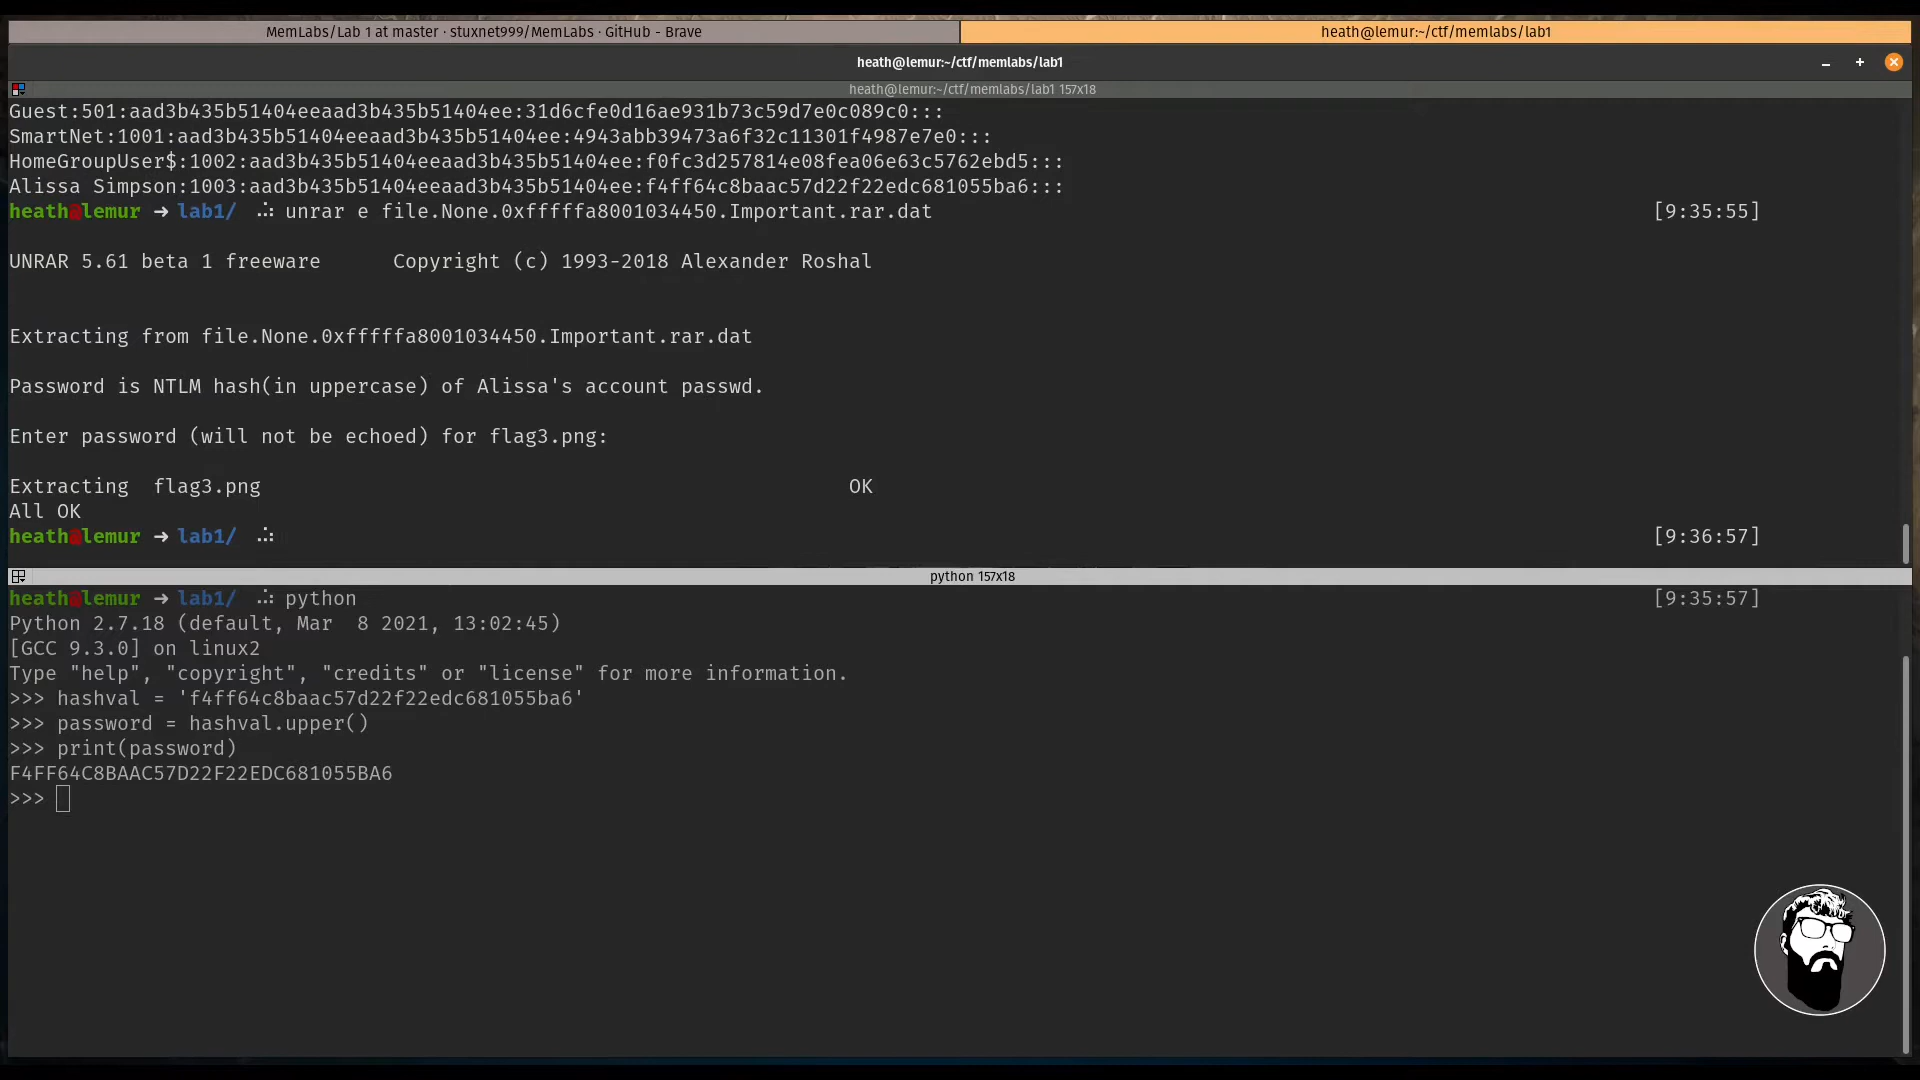 MemLabs/Lab 1 at master · stuxnet999/MemLabs · GitHub - Brave
heath@lemur:~/ctf/memlabs/lab1
heath@lemur:~/ctf/memlabs/lab1
heath@lemur:~/ctf/memlabs/lab1 157x18
Guest:501:aad3b435b51404eeaad3b435b51404ee:31d6cfe0d16ae931b73c59d7e0c089c0:::
SmartNet:1001:aad3b435b51404eeaad3b435b51404ee:4943abb39473a6f32c11301f4987e7e0:::
HomeGroupUser$:1002:aad3b435b51404eeaad3b435b51404ee:f0fc3d257814e08fea06e63c5762ebd5:::
Alissa Simpson:1003:aad3b435b51404eeaad3b435b51404ee:f4ff64c8baac57d22f22edc681055ba6:::
heath@lemur → lab1/ ⛬ unrar e file.None.0xfffffa8001034450.Important.rar.dat [9:35:55]
UNRAR 5.61 beta 1 freeware      Copyright (c) 1993-2018 Alexander Roshal
Extracting from file.None.0xfffffa8001034450.Important.rar.dat
Password is NTLM hash(in uppercase) of Alissa's account passwd.
Enter password (will not be echoed) for flag3.png:
Extracting  flag3.png OK
All OK
heath@lemur → lab1/ ⛬ [9:36:57]
python 157x18
heath@lemur → lab1/ ⛬ python [9:35:57]
Python 2.7.18 (default, Mar  8 2021, 13:02:45)
[GCC 9.3.0] on linux2
Type "help", "copyright", "credits" or "license" for more information.
>>> hashval = 'f4ff64c8baac57d22f22edc681055ba6'
>>> password = hashval.upper()
>>> print(password)
F4FF64C8BAAC57D22F22EDC681055BA6
>>>